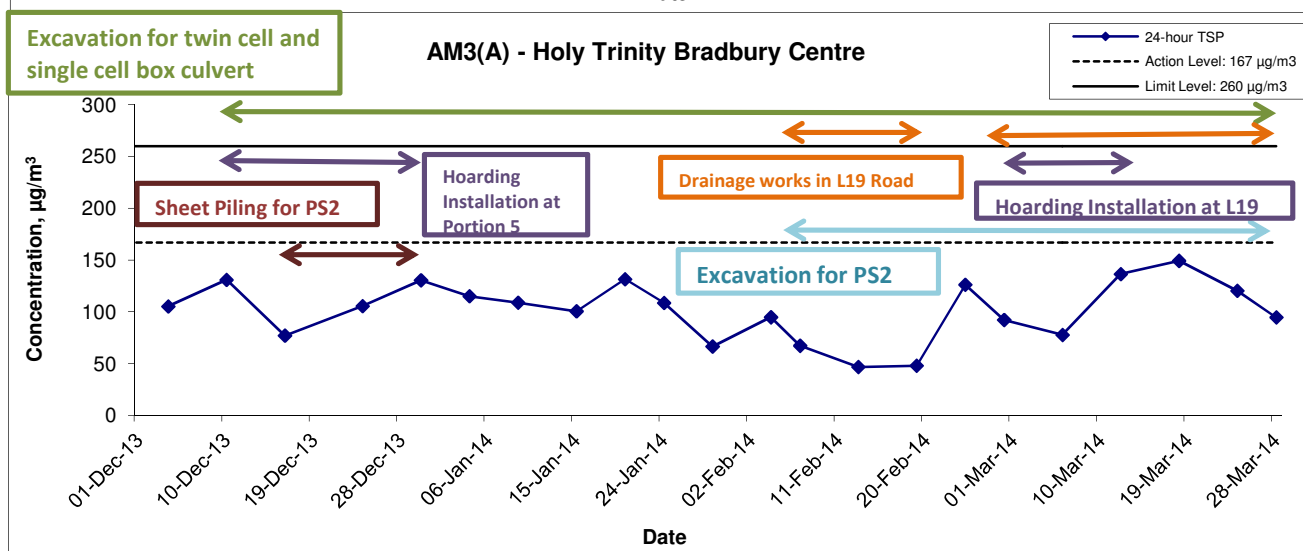 Excavation for twin cell and
single cell box culvert
AM3(A) - Holy Trinity Bradbury Centre
24-hour TSP
Action Level: 167 µg/m3
Limit Level: 260 µg/m3
Concentration, µg/m³
300
250
200
150
100
50
0
Sheet Piling for PS2
Hoarding
Installation at
Portion 5
Drainage works in L19 Road
Hoarding Installation at L19
Excavation for PS2
01-Dec-13
10-Dec-13
19-Dec-13
28-Dec-13
06-Jan-14
15-Jan-14
24-Jan-14
02-Feb-14
11-Feb-14
20-Feb-14
01-Mar-14
10-Mar-14
19-Mar-14
28-Mar-14
Date